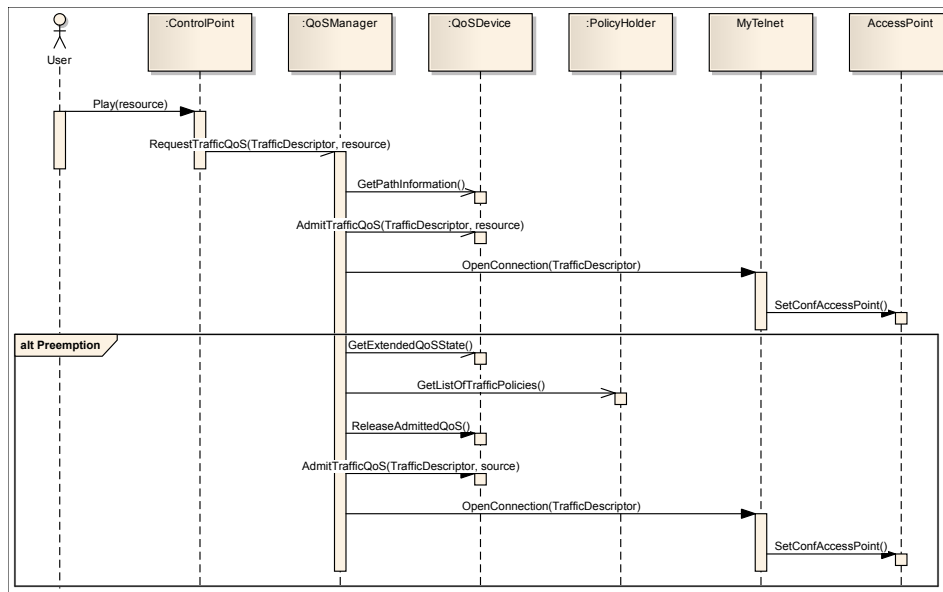 :ControlPoint
:QoSManager
:QoSDevice
:PolicyHolder
MyTelnet
AccessPoint
User
Play(resource)
RequestTrafficQoS(TrafficDescriptor, resource)
GetPathInformation()
AdmitTrafficQoS(TrafficDescriptor, resource)
OpenConnection(TrafficDescriptor)
SetConfAccessPoint()
alt Preemption
GetExtendedQoSState()
GetListOfTrafficPolicies()
ReleaseAdmittedQoS()
AdmitTrafficQoS(TrafficDescriptor, source)
OpenConnection(TrafficDescriptor)
SetConfAccessPoint()